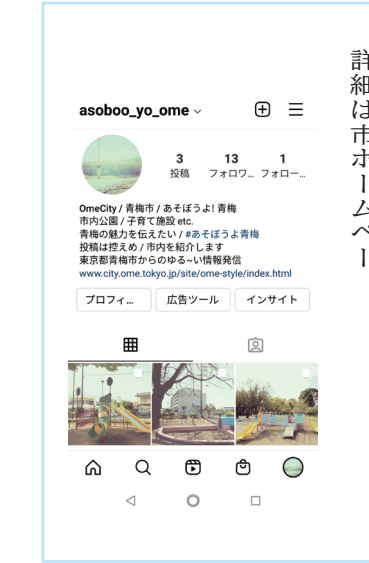 詳細は市ホームペー
asoboo_yo_ome
3
13
1
投稿
フォロワ...
フォロー...
OmeCity / 青梅市 / あそぼうよ! 青梅
市内公園 / 子育て施設 etc.
青梅の魅力を伝えたい / #あそぼうよ青梅
投稿は控えめ / 市内を紹介します
東京都青梅市からのゆる~い情報発信
www.city.ome.tokyo.jp/site/ome-style/index.html
プロフィ...
広告ツール
インサイト